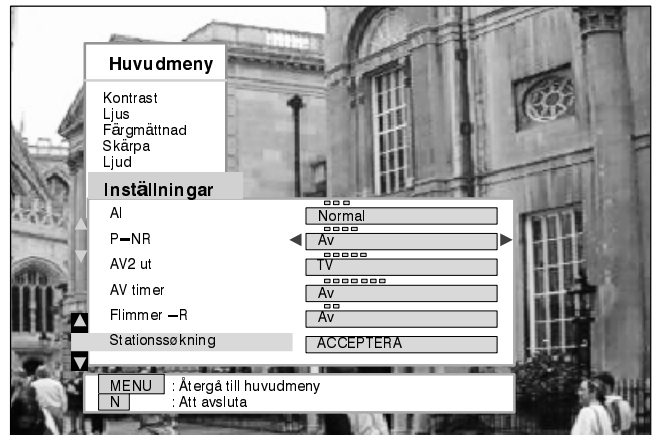 Huvudmeny
Kontrast
Ljus
Färgmättnad
Skärpa
Ljud
Inställningar
AI Normal
P-NR Av
AV2 ut TV
AV timer Av
Flimmer -R Av
Stationssøkning ACCEPTERA
MENU : Återgå till huvudmeny
N : Att avsluta